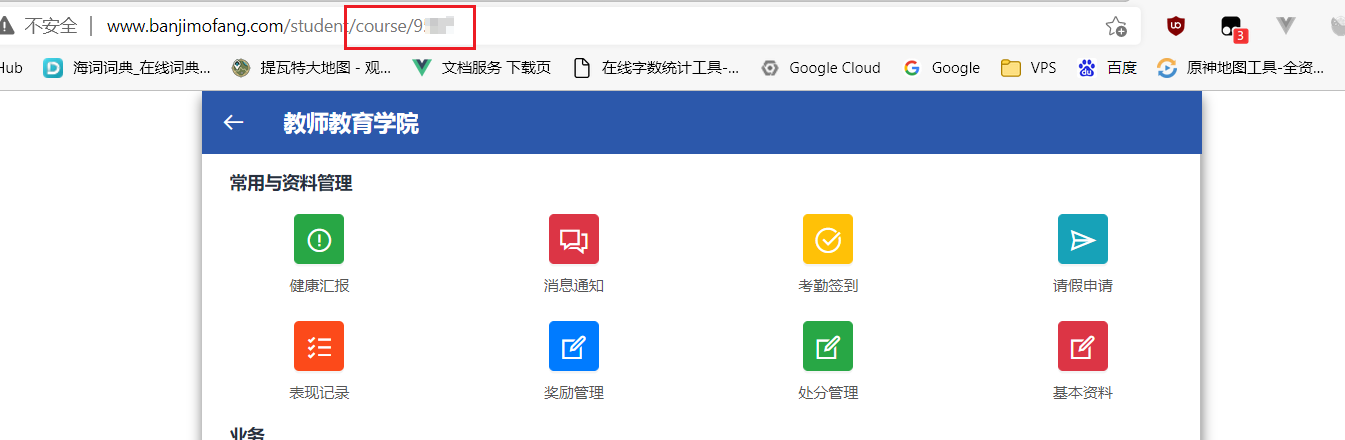 不安全 | www.banjimofang.com/student/course/95
Hub 海词词典_在线词典... 提瓦特大地图 - 观... 文档服务 下载页 在线字数统计工具-... Google Cloud Google VPS 百度 原神地图工具-全资...
3
教师教育学院
常用与资料管理
健康汇报 消息通知 考勤签到 请假申请
表现记录 奖励管理 处分管理 基本资料
业务